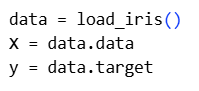 data = load_iris()
X = data.data
y = data.target